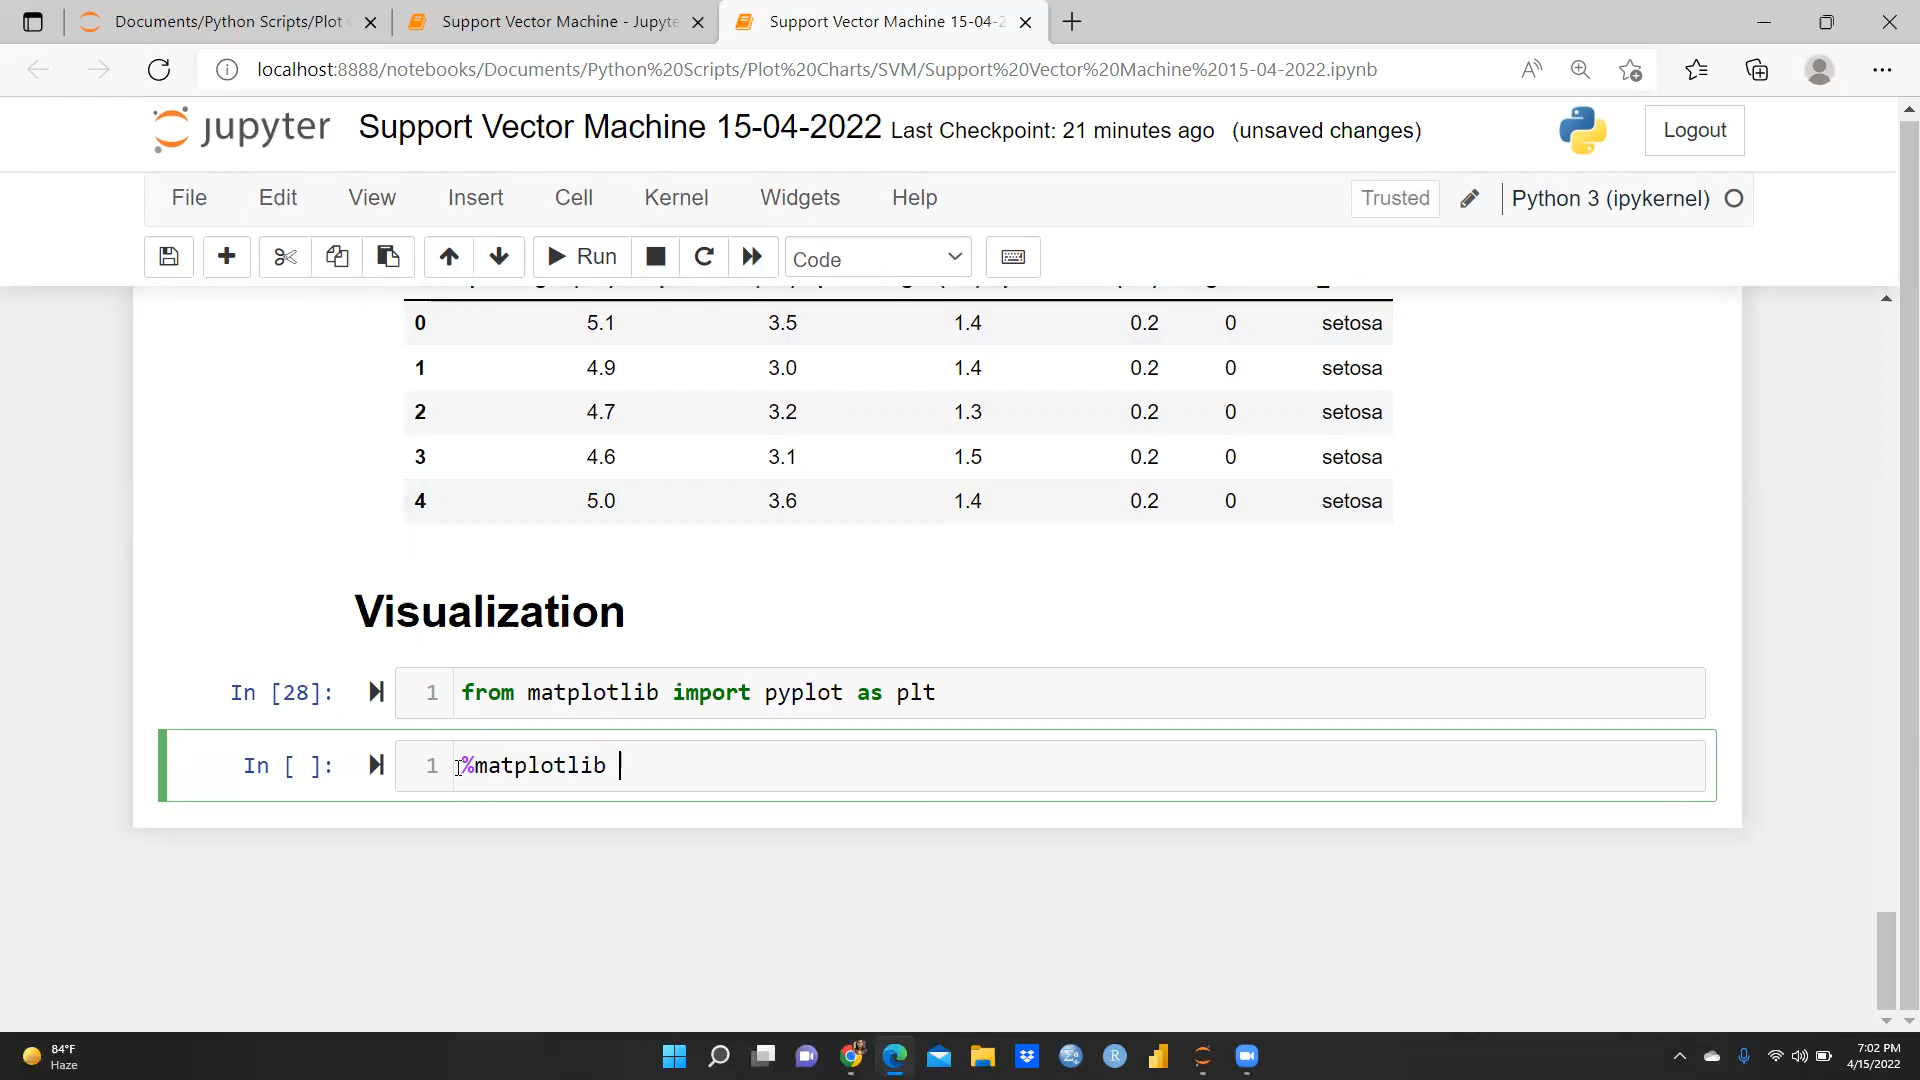 Documents/Python Scripts/Plot
Support Vector Machine - Jupyte
Support Vector Machine 15-04-2
localhost:8888/notebooks/Documents/Python%20Scripts/Plot%20Charts/SVM/Support%20Vector%20Machine%2015-04-2022.ipynb
jupyter Support Vector Machine 15-04-2022 Last Checkpoint: 21 minutes ago (unsaved changes)
Logout
File Edit View Insert Cell Kernel Widgets Help
Trusted
Python 3 (ipykernel)
Run
Code
0 5.1 3.5 1.4 0.2 0 setosa
1 4.9 3.0 1.4 0.2 0 setosa
2 4.7 3.2 1.3 0.2 0 setosa
3 4.6 3.1 1.5 0.2 0 setosa
4 5.0 3.6 1.4 0.2 0 setosa
Visualization
In [28]: 1 from matplotlib import pyplot as plt
In [ ]: 1 %matplotlib
84°F
Haze
7:02 PM
4/15/2022